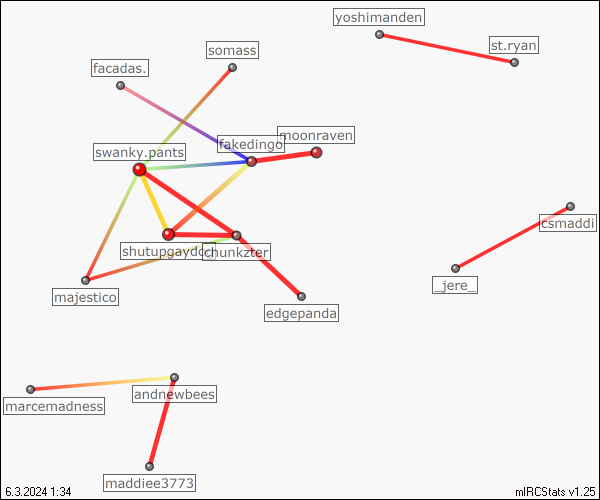 yoshimanden
st.ryan
somass
facadas.
moonraven
fakedingo
swanky.pants
csmaddi
chunkzter
_jere_
majestico
edgepanda
andnewbees
marcemadness
maddiee3773
6.3.2024 1:34
mIRCStats v1.25